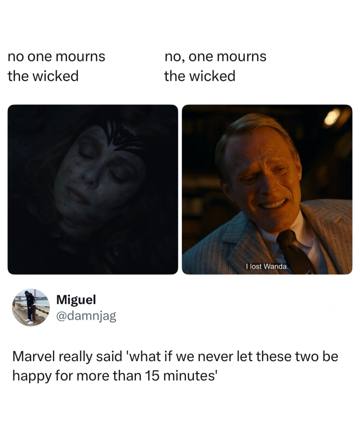 no one mourns
the wicked
no, one mourns
the wicked
I lost Wanda.
Miguel
@damnjag
Marvel really said 'what if we never let these two be
happy for more than 15 minutes'